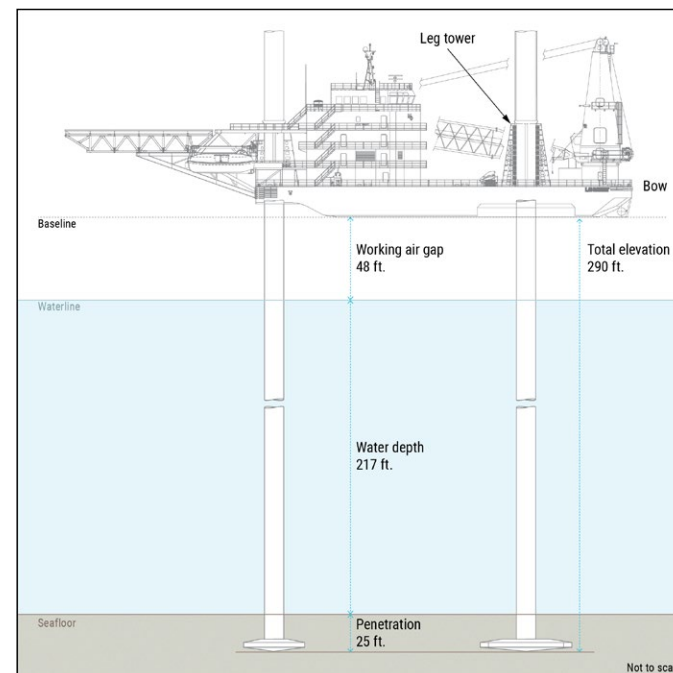 Leg tower
Bow
Baseline
Working air gap
48 ft.
Total elevation
290 ft.
Waterline
Water depth
217 ft.
Seafloor
Penetration
25 ft.
Not to sca